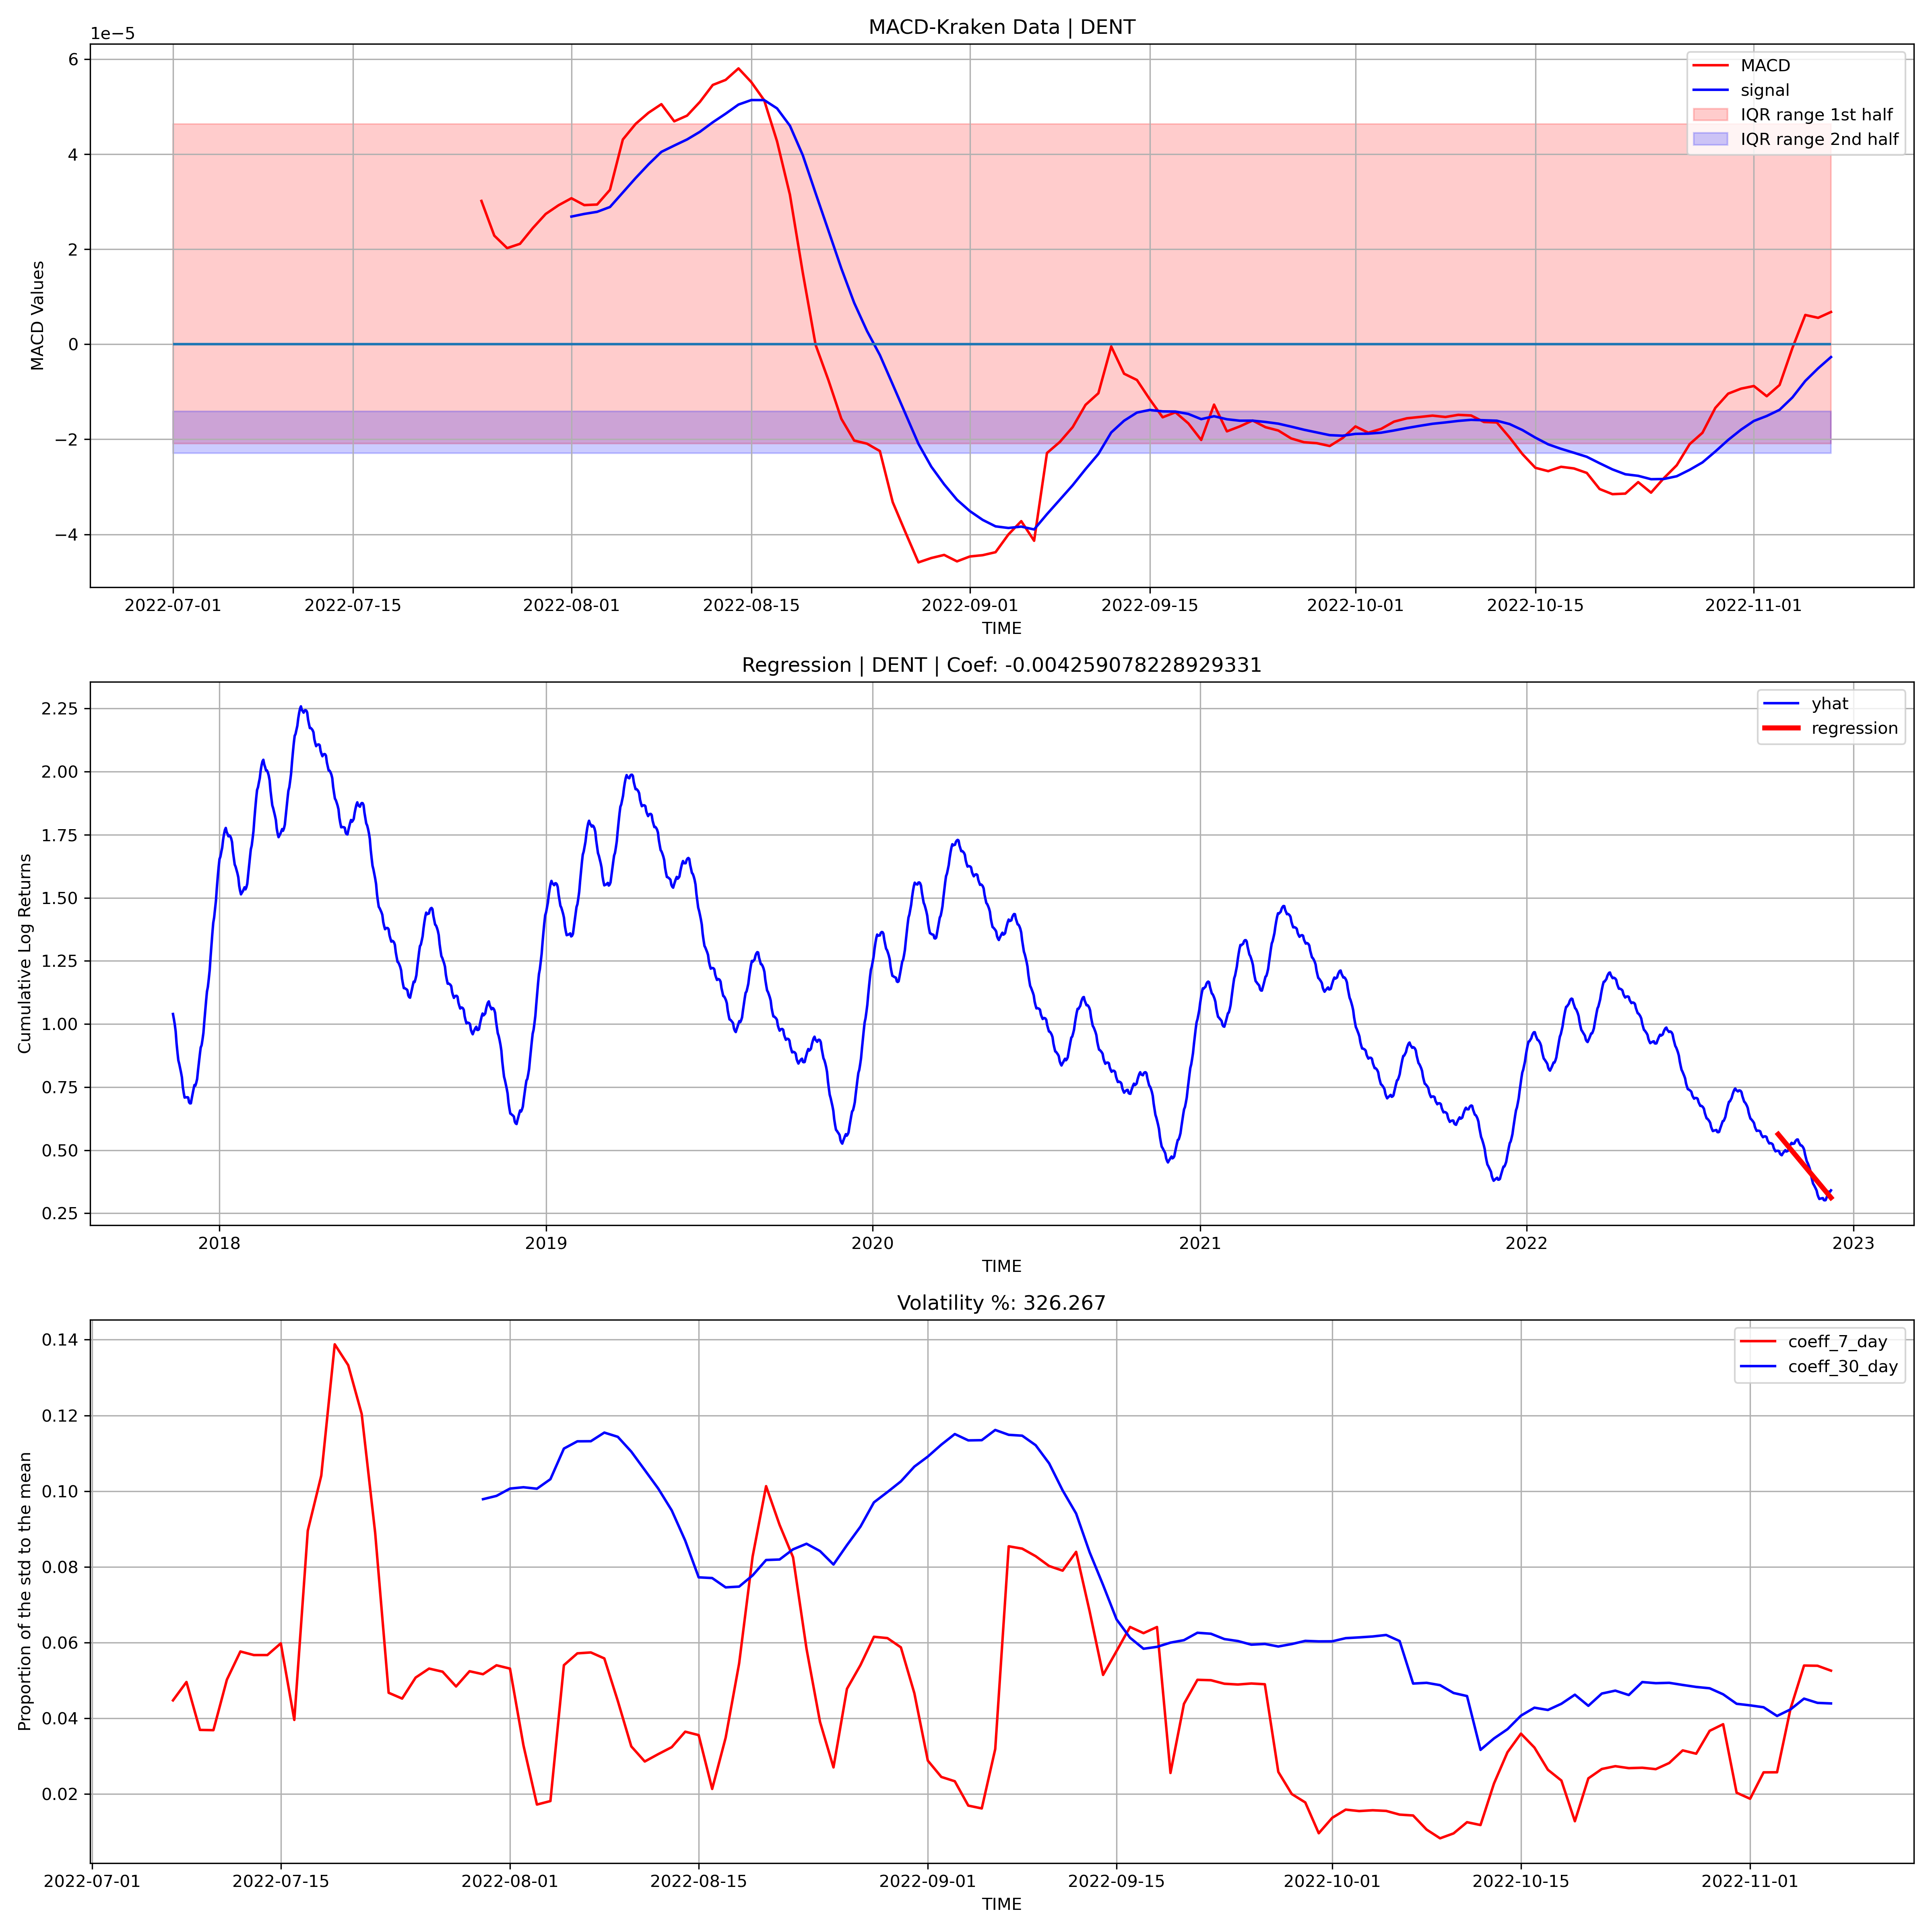 MACD-Kraken Data | DENT
1e−5
6
4
2
0
−2
−4
MACD Values
MACD
signal
IQR range 1st half
IQR range 2nd half
2022-07-01 2022-07-15 2022-08-01 2022-08-15 2022-09-01 2022-09-15 2022-10-01 2022-10-15 2022-11-01
TIME
Regression | DENT | Coef: -0.004259078228929331
2.25
2.00
1.75
1.50
1.25
1.00
0.75
0.50
0.25
Cumulative Log Returns
yhat
regression
2018 2019 2020 2021 2022 2023
TIME
Volatility %: 326.267
0.14
0.12
0.10
0.08
0.06
0.04
0.02
Proportion of the std to the mean
coeff_7_day
coeff_30_day
2022-07-01 2022-07-15 2022-08-01 2022-08-15 2022-09-01 2022-09-15 2022-10-01 2022-10-15 2022-11-01
TIME